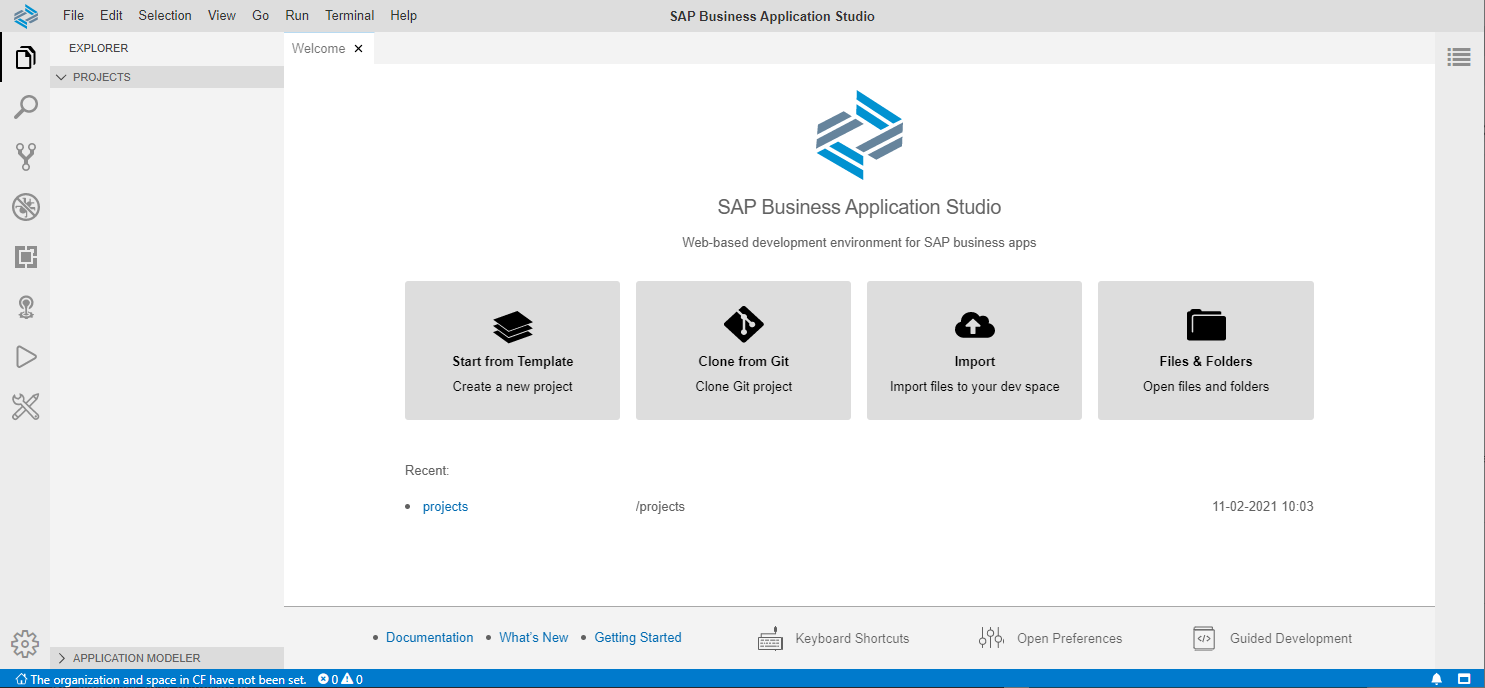 File Edit Selection View Go Run Terminal Help SAP Business Application Studio
EXPLORER
Welcome
PROJECTS
SAP Business Application Studio
Web-based development environment for SAP business apps
Start from Template
Create a new project
Clone from Git
Clone Git project
Import
Import files to your dev space
Files & Folders
Open files and folders
Recent:
projects /projects 11-02-2021 10:03
Documentation What's New Getting Started Keyboard Shortcuts Open Preferences Guided Development
APPLICATION MODELER
The organization and space in CF have not been set. 0 0